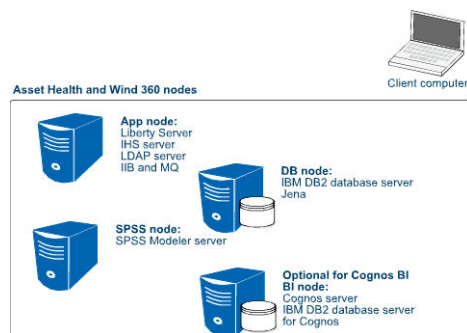 Client computer
Asset Health and Wind 360 nodes
App node:
Liberty Server
IHS server
LDAP server
IIB and MQ
DB node:
IBM DB2 database server
Jena
SPSS node:
SPSS Modeler server
Optional for Cognos BI
BI node:
Cognos server
IBM DB2 database server
for Cognos